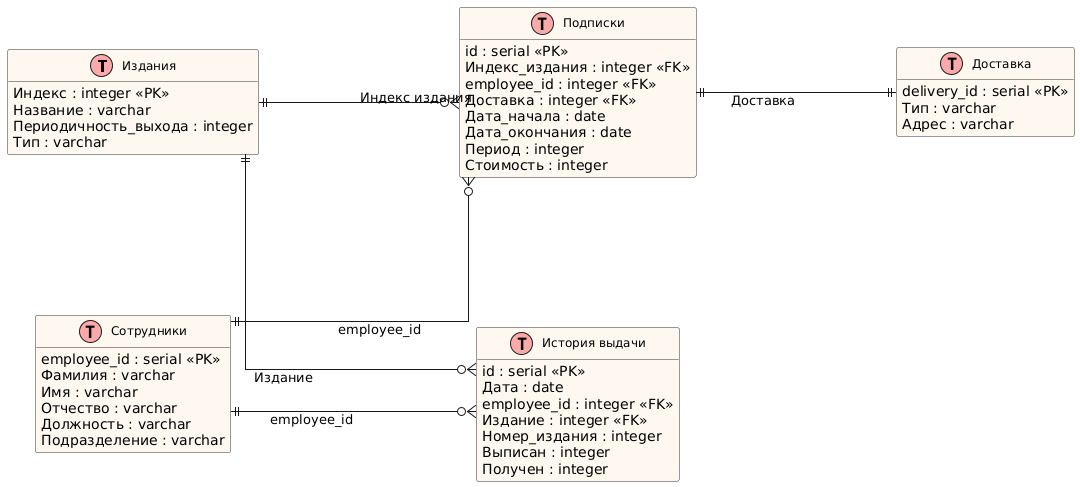 T Издания
Индекс : integer «PK»
Название : varchar
Периодичность_выхода : integer
Тип : varchar
Индекс издания
T Подписки
id : serial «PK»
Индекс_издания : integer «FK»
employee_id : integer «FK»
Доставка : integer «FK»
Дата_начала : date
Дата_окончания : date
Период : integer
Стоимость : integer
Доставка
T Доставка
delivery_id : serial «PK»
Тип : varchar
Адрес : varchar
T Сотрудники
employee_id : serial «PK»
Фамилия : varchar
Имя : varchar
Отчество : varchar
Должность : varchar
Подразделение : varchar
employee_id
Издание
employee_id
T История выдачи
id : serial «PK»
Дата : date
employee_id : integer «FK»
Издание : integer «FK»
Номер_издания : integer
Выписан : integer
Получен : integer